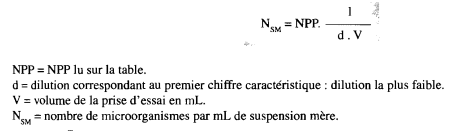 N_SM = NPP. 1 / d . V
NPP = NPP lu sur la table.
d = dilution correspondant au premier chiffre caractéristique : dilution la plus faible.
V = volume de la prise d'essai en mL.
N_SM = nombre de microorganismes par mL de suspension mère.